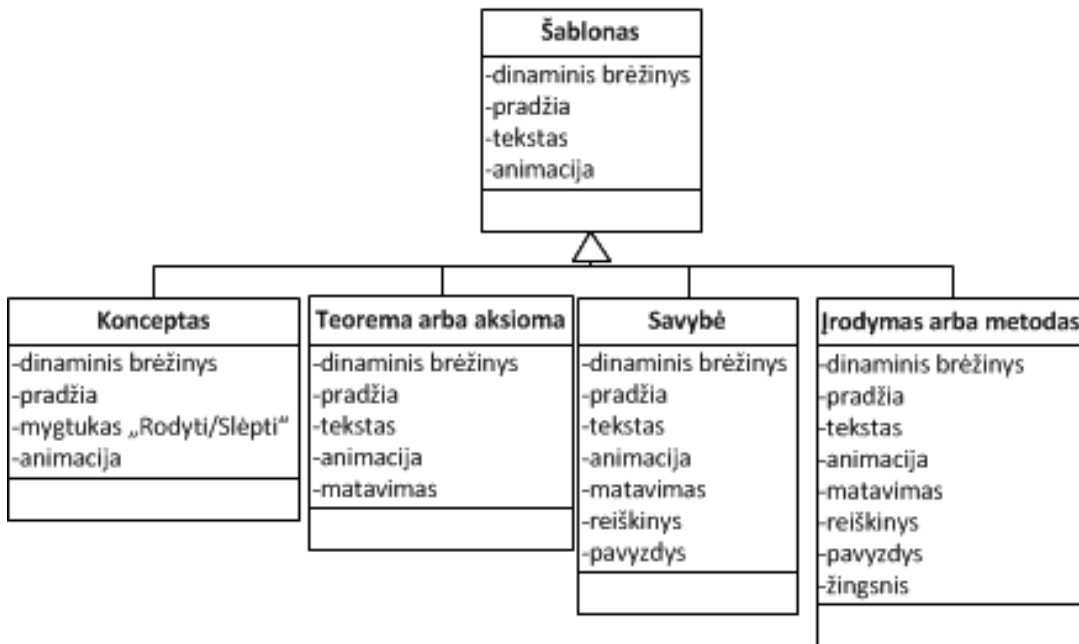 Šablonas
-dinaminis brėžinys
-pradžia
-tekstas
-animacija
Konceptas
-dinaminis brėžinys
-pradžia
-mygtukas „Rodyti/Slėpti“
-animacija
Teorema arba aksioma
-dinaminis brėžinys
-pradžia
-tekstas
-animacija
-matavimas
Savybė
-dinaminis brėžinys
-pradžia
-tekstas
-animacija
-matavimas
-reiškinys
-pavyzdys
Įrodymas arba metodas
-dinaminis brėžinys
-pradžia
-tekstas
-animacija
-matavimas
-reiškinys
-pavyzdys
-žingsnis